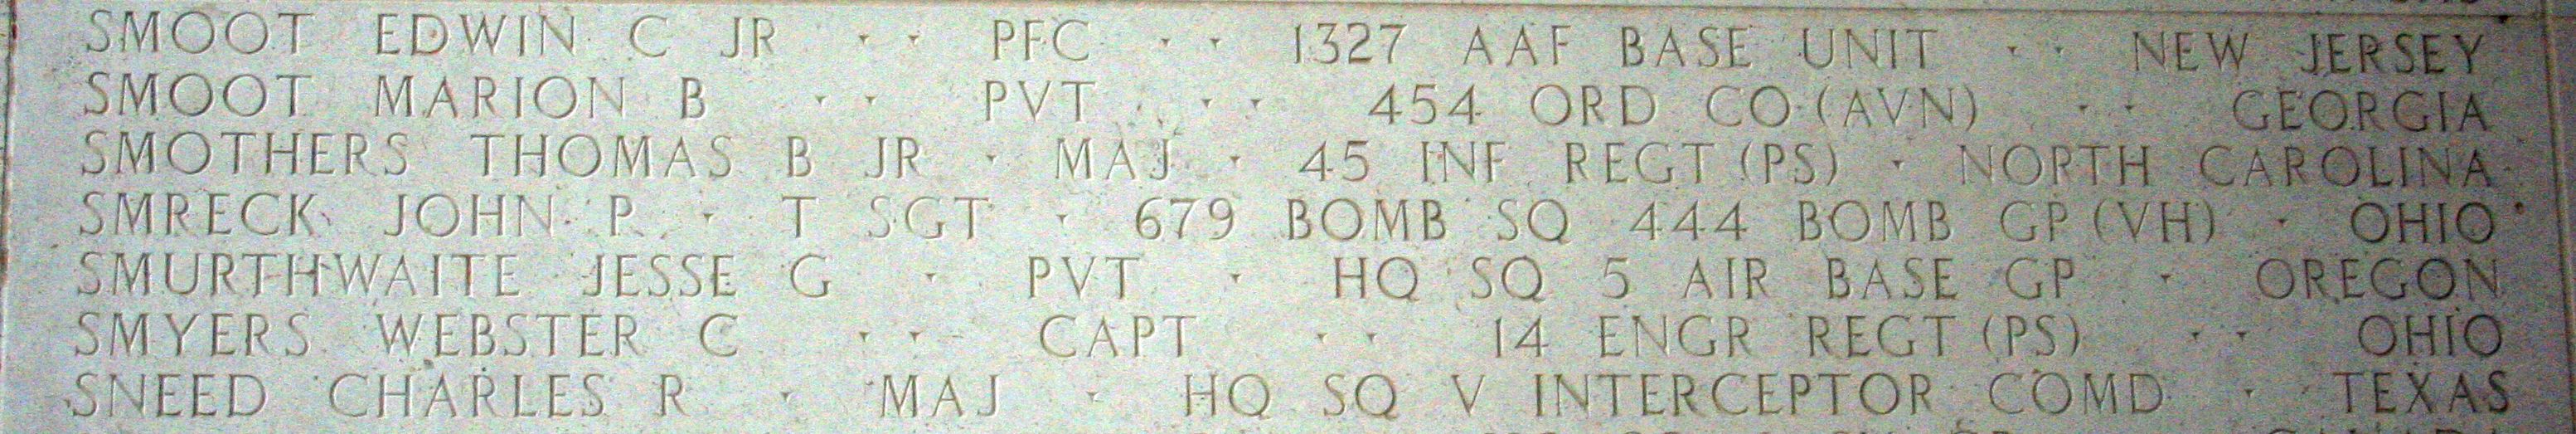 SMOOT EDWIN C JR · · PFC · · 1327 AAF BASE UNIT · · NEW JERSEY
SMOOT MARION B · · PVT · · 454 ORD CO (AVN) · · GEORGIA
SMOTHERS THOMAS B JR · MAJ · 45 INF REGT (PS) · NORTH CAROLINA
SMRECK JOHN P · T SGT · 679 BOMB SQ 444 BOMB GP (VH) · OHIO
SMURTHWAITE JESSE G · PVT · HQ SQ 5 AIR BASE GP · OREGON
SMYERS WEBSTER C · · CAPT · · 14 ENGR REGT (PS) · · OHIO
SNEED CHARLES R · MAJ · HQ SQ V INTERCEPTOR COMD · TEXAS